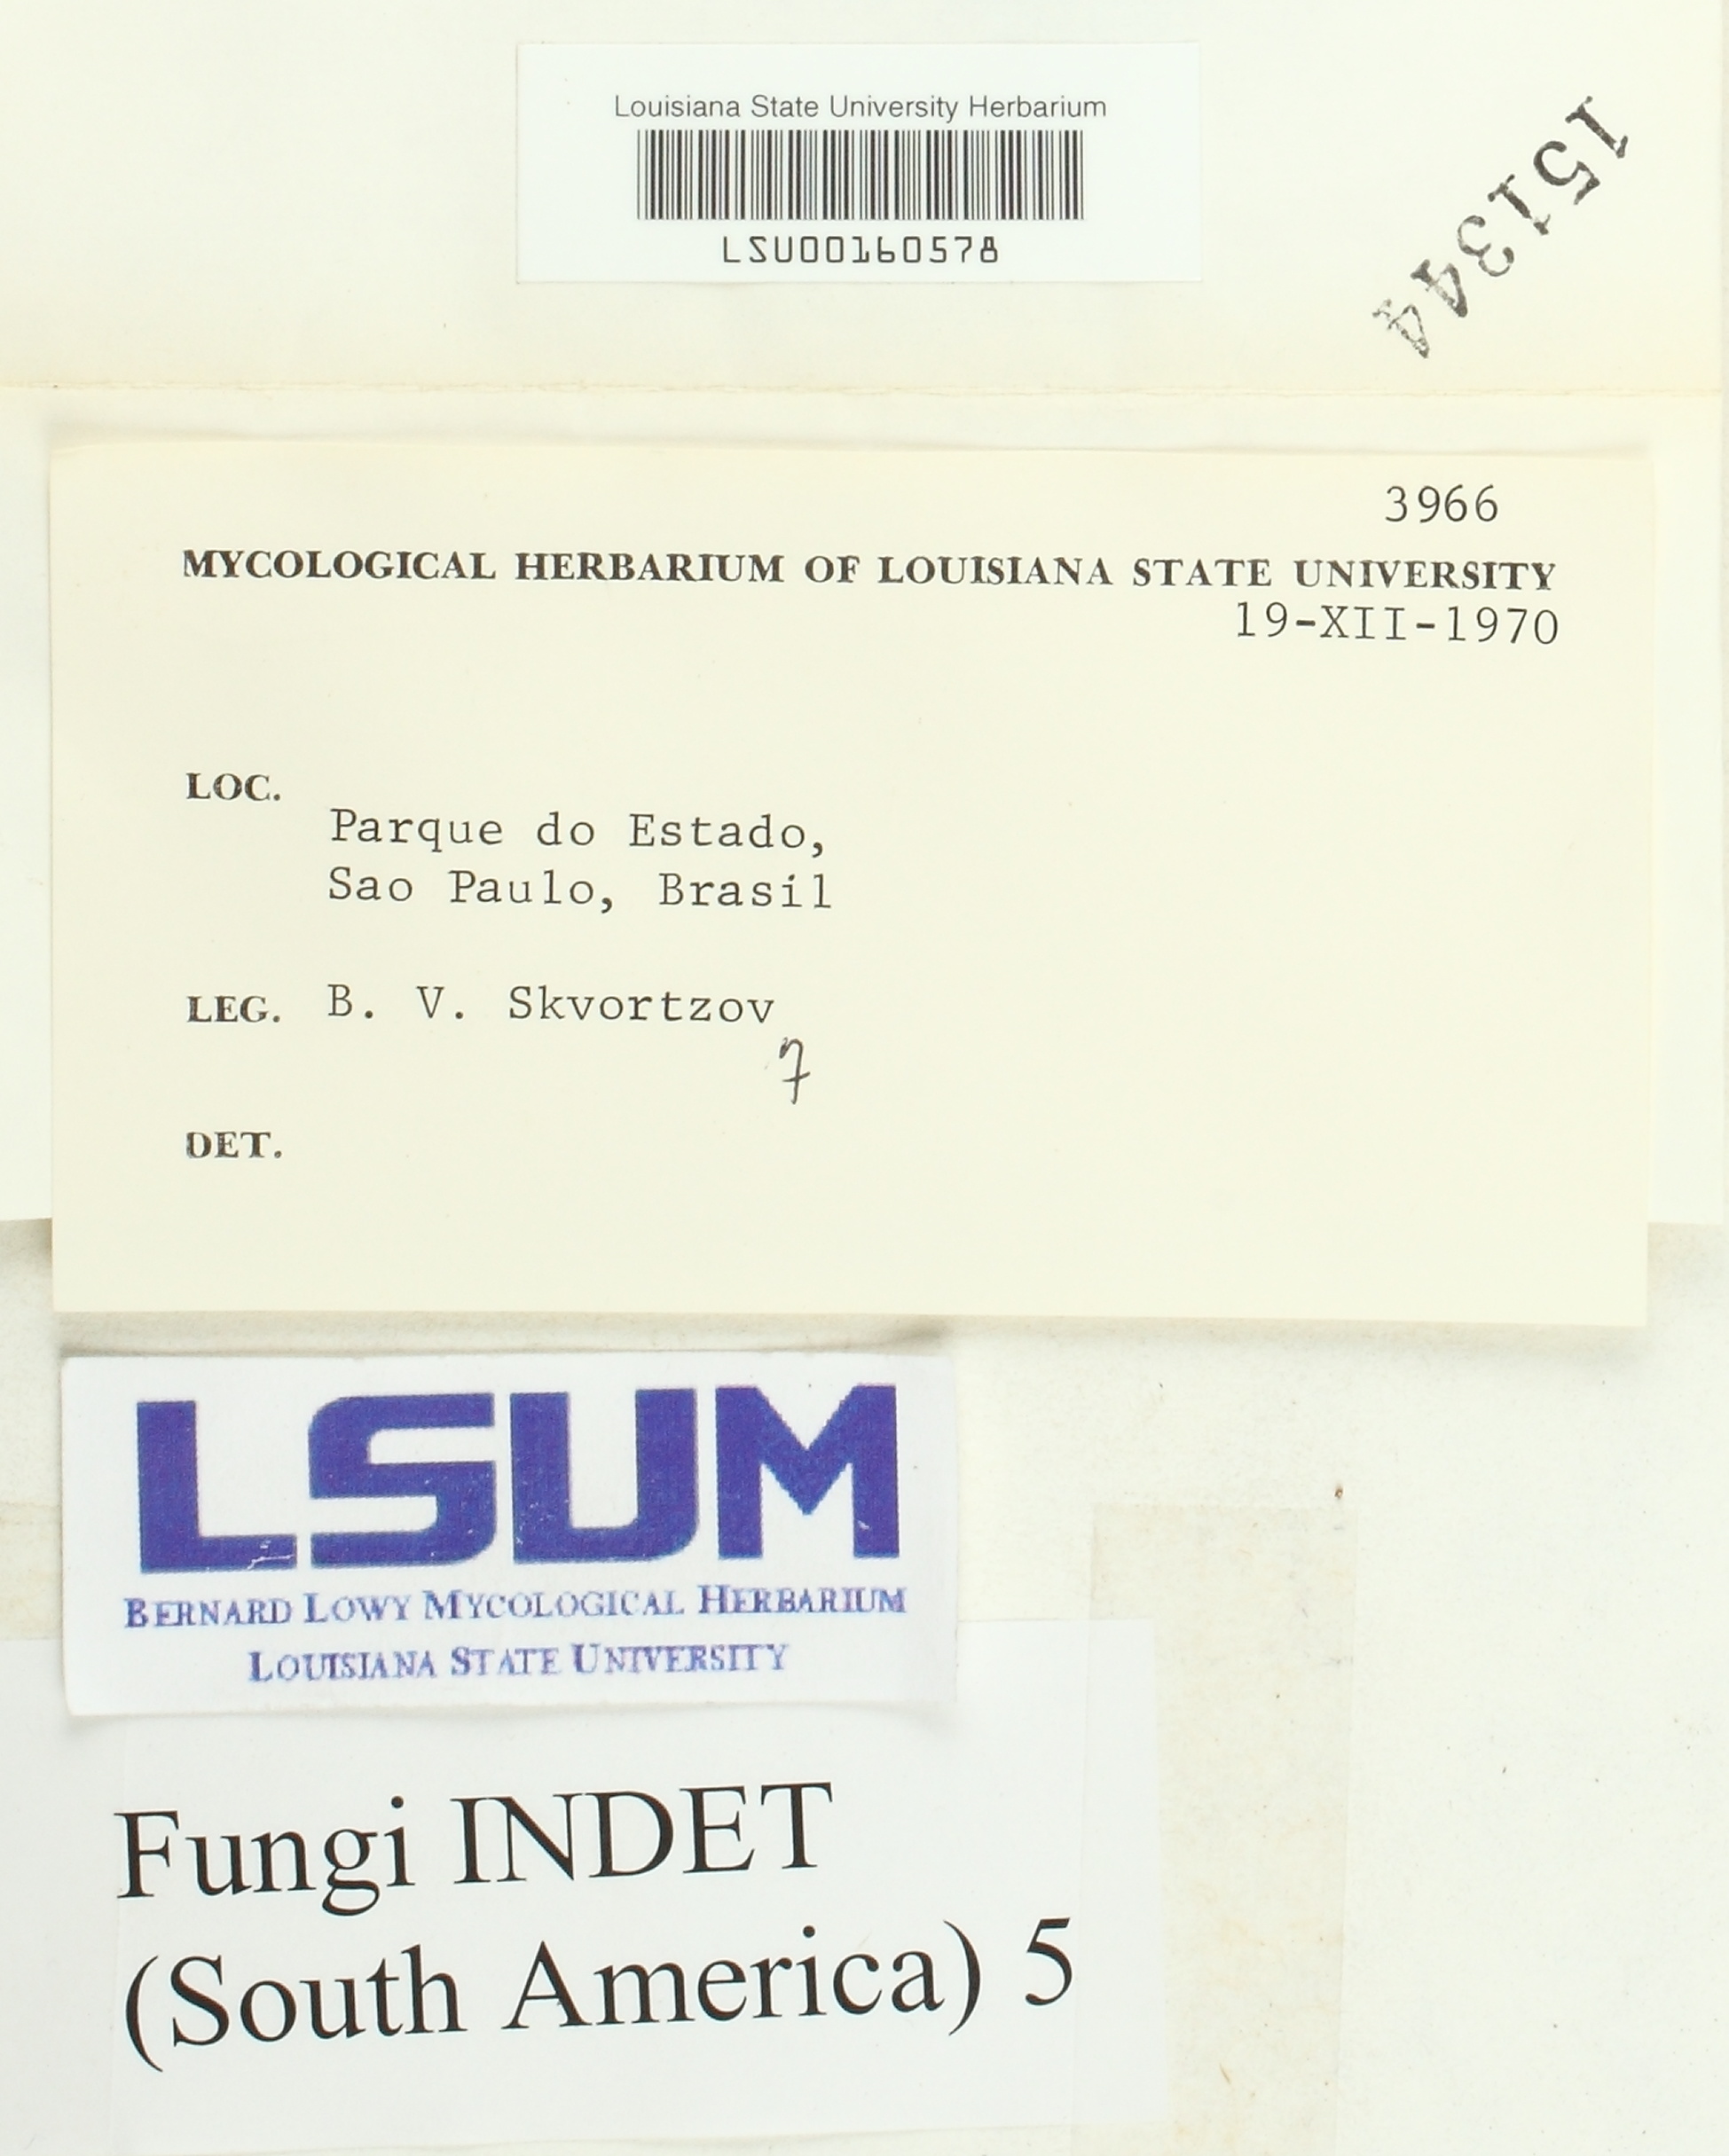 Louisiana State University Herbarium
LSU00160578
151344
3966
MYCOLOGICAL HERBARIUM OF LOUISIANA STATE UNIVERSITY
19-XII-1970
LOC.
Parque do Estado,
Sao Paulo, Brasil
LEG. B. V. Skvortzov
7
DET.
LSUM
BERNARD LOWY MYCOLOGICAL HERBARIUM
LOUISIANA STATE UNIVERSITY
Fungi INDET
(South America) 5